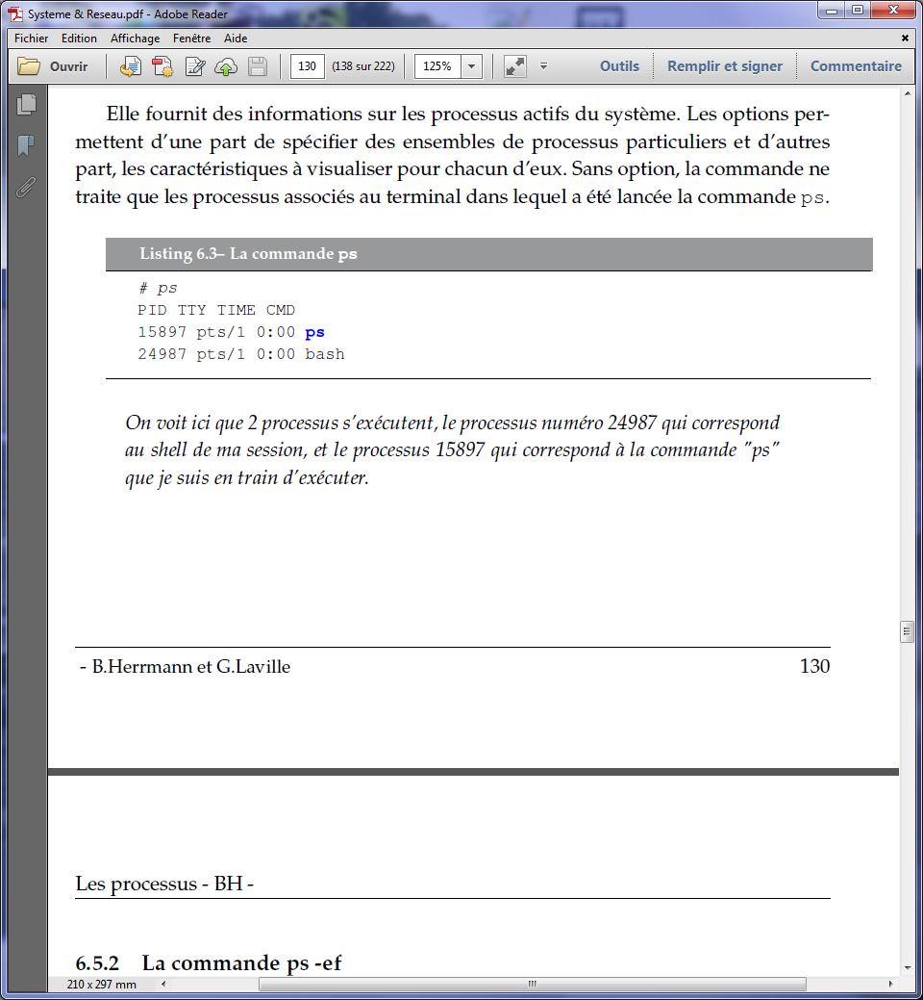 Systeme & Reseau.pdf - Adobe Reader
Fichier Edition Affichage Fenêtre Aide
Ouvrir 130 (138 sur 222) 125% Outils Remplir et signer Commentaire
Elle fournit des informations sur les processus actifs du système. Les options per-
mettent d'une part de spécifier des ensembles de processus particuliers et d'autres
part, les caractéristiques à visualiser pour chacun d'eux. Sans option, la commande ne
traite que les processus associés au terminal dans lequel a été lancée la commande ps.
Listing 6.3– La commande ps
# ps
PID TTY TIME CMD
15897 pts/1 0:00 ps
24987 pts/1 0:00 bash
On voit ici que 2 processus s'exécutent, le processus numéro 24987 qui correspond
au shell de ma session, et le processus 15897 qui correspond à la commande "ps"
que je suis en train d'exécuter.
- B.Herrmann et G.Laville 130
Les processus - BH -
6.5.2 La commande ps -ef
210 x 297 mm